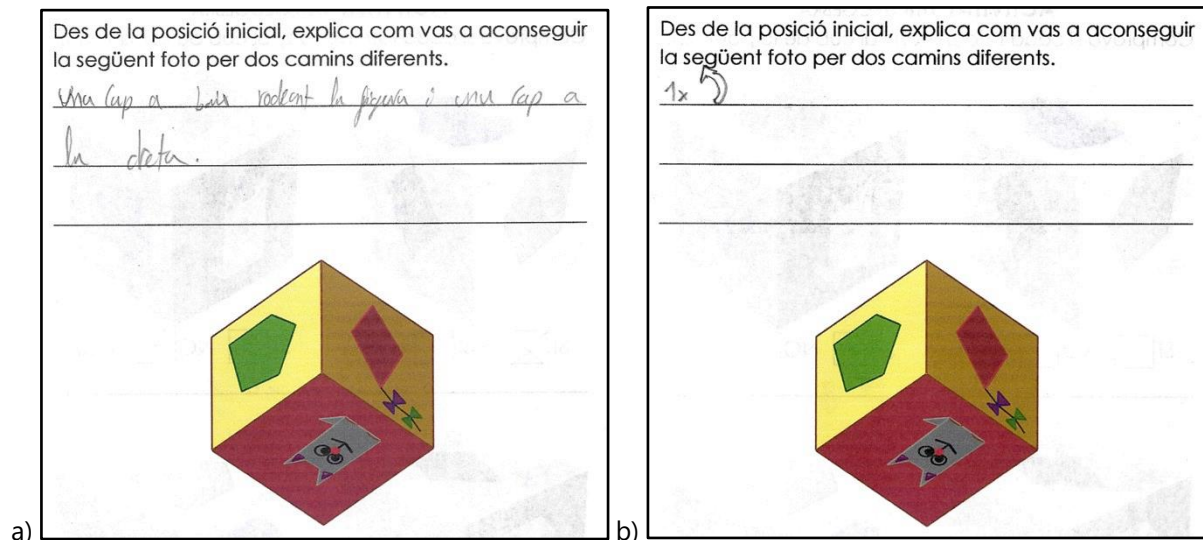 Des de la posició inicial, explica com vas a aconseguir
la següent foto per dos camins diferents.
una cap a baix rodeant la figura i una cap a
la dreta.
a)
Des de la posició inicial, explica com vas a aconseguir
la següent foto per dos camins diferents.
1x
b)